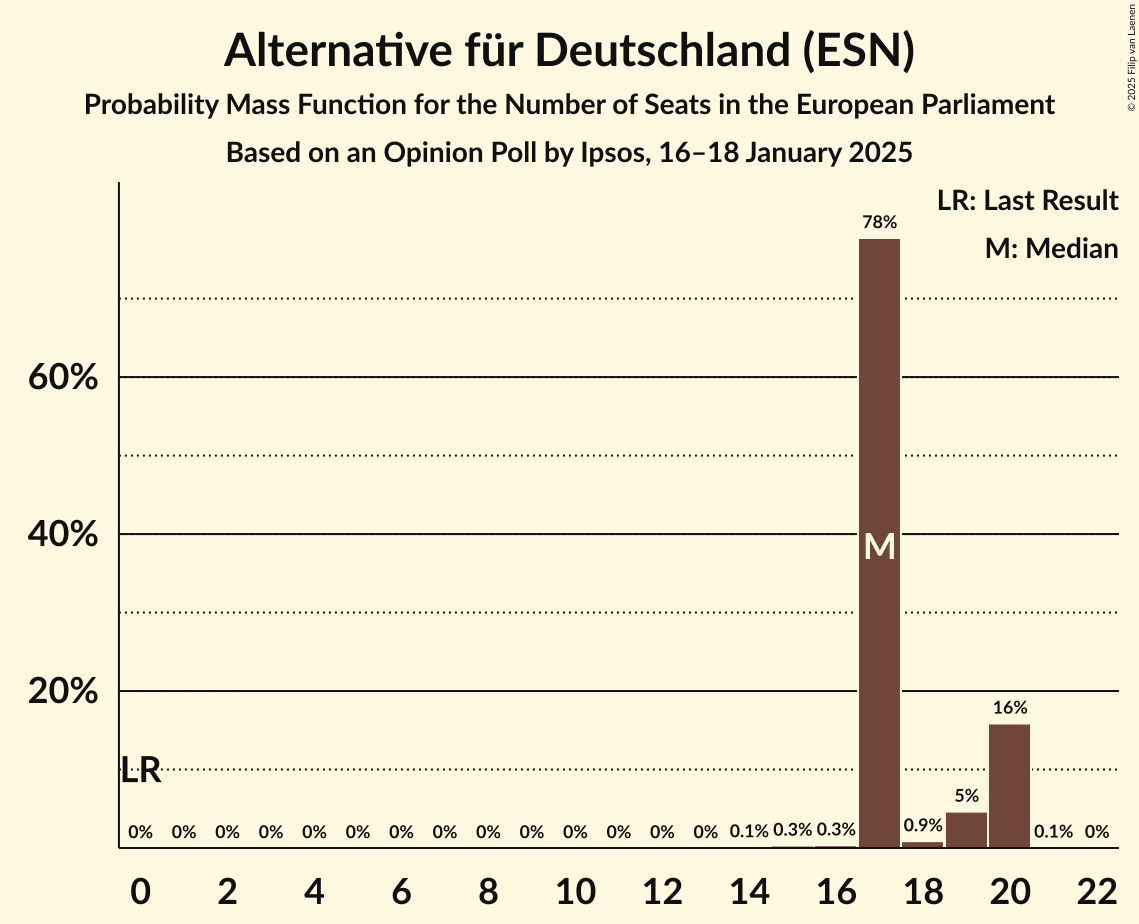 Alternative für Deutschland (ESN)
Probability Mass Function for the Number of Seats in the European Parliament
Based on an Opinion Poll by Ipsos, 16–18 January 2025
© 2025 Filip van Laenen
LR: Last Result
M: Median
78%
60%
40%
M
20%
16%
LR
5%
0% 0% 0% 0% 0% 0% 0% 0% 0% 0% 0% 0% 0% 0% 0.1% 0.3% 0.3% 0.9% 0.1% 0%
0 2 4 6 8 10 12 14 16 18 20 22